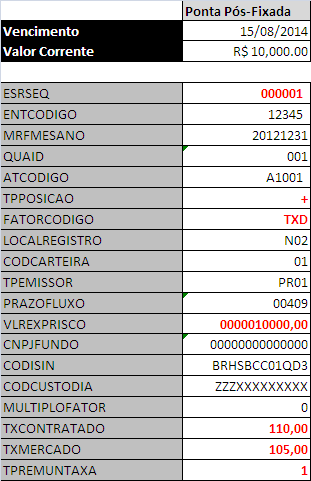 Ponta Pós-Fixada
Vencimento 15/08/2014
Valor Corrente R$ 10,000.00
ESRSEQ 000001
ENTCODIGO 12345
MRFMESANO 20121231
QUAID 001
ATCODIGO A1001
TPPOSICAO +
FATORCODIGO TXD
LOCALREGISTRO N02
CODCARTEIRA 01
TPEMISSOR PR01
PRAZOFLUXO 00409
VLREXPRISCO 0000010000,00
CNPJFUNDO 00000000000000
CODISIN BRHSBCC01QD3
CODCUSTODIA ZZZXXXXXXXXX
MULTIPLOFATOR 0
TXCONTRATADO 110,00
TXMERCADO 105,00
TPREMUNTAXA 1